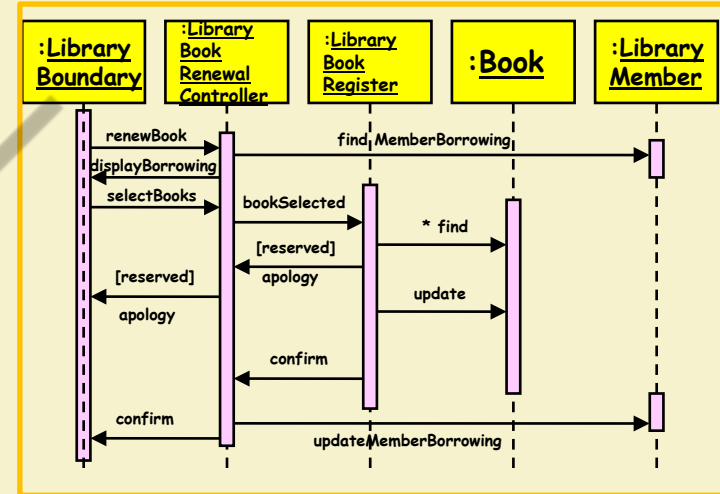 :Library
Boundary
:Library
Book
Renewal
Controller
:Library
Book
Register
:Book
:Library
Member
renewBook
find MemberBorrowing
displayBorrowing
selectBooks
bookSelected
* find
[reserved]
apology
[reserved]
apology
update
confirm
confirm
updateMemberBorrowing